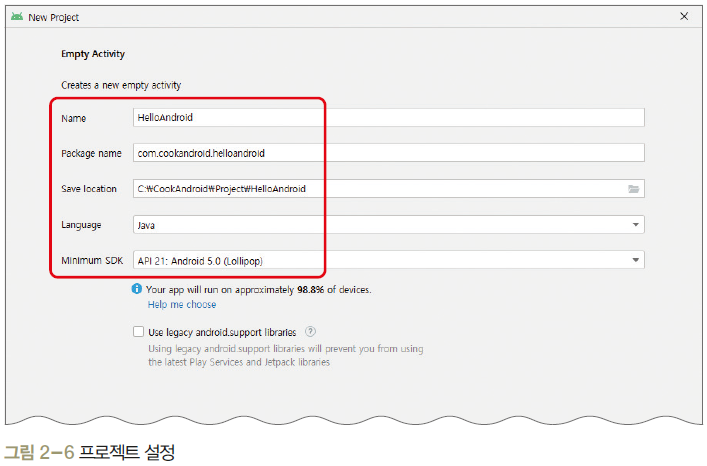 New Project
Empty Activity
Creates a new empty activity
Name HelloAndroid
Package name com.cookandroid.helloandroid
Save location C:₩CookAndroid₩Project₩HelloAndroid
Language Java
Minimum SDK API 21: Android 5.0 (Lollipop)
Your app will run on approximately 98.8% of devices.
Help me choose
Use legacy android.support libraries ?
Using legacy android.support libraries will prevent you from using
the latest Play Services and Jetpack libraries
그림 2-6 프로젝트 설정